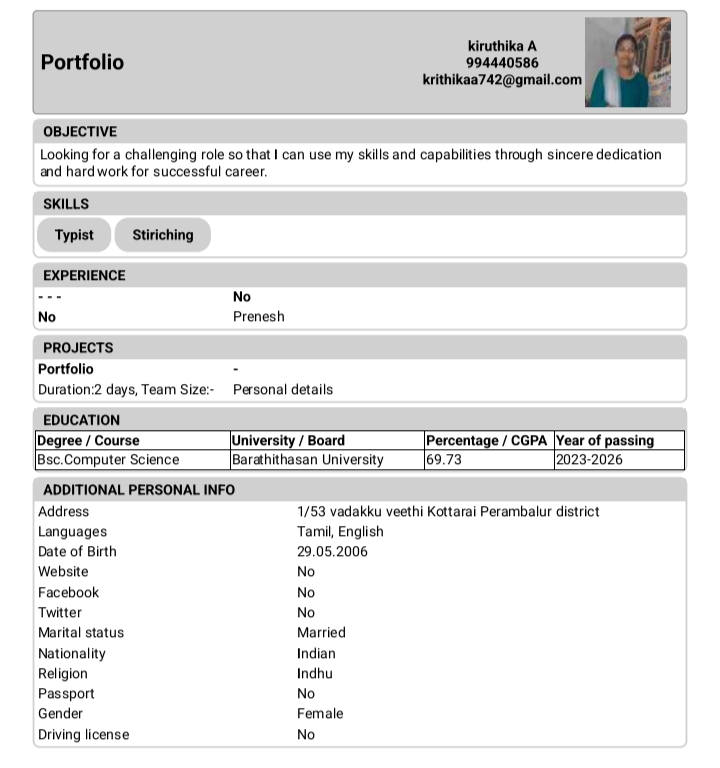 Portfolio
kiruthika A
994440586
krithikaa742@gmail.com
OBJECTIVE
Looking for a challenging role so that I can use my skills and capabilities through sincere dedication
and hard work for successful career.
SKILLS
Typist Stiriching
EXPERIENCE
- - - No
No Prenesh
PROJECTS
Portfolio -
Duration:2 days, Team Size:- Personal details
EDUCATION
Degree / Course University / Board Percentage / CGPA Year of passing
Bsc.Computer Science Barathithasan University 69.73 2023-2026
ADDITIONAL PERSONAL INFO
Address 1/53 vadakku veethi Kottarai Perambalur district
Languages Tamil, English
Date of Birth 29.05.2006
Website No
Facebook No
Twitter No
Marital status Married
Nationality Indian
Religion Indhu
Passport No
Gender Female
Driving license No